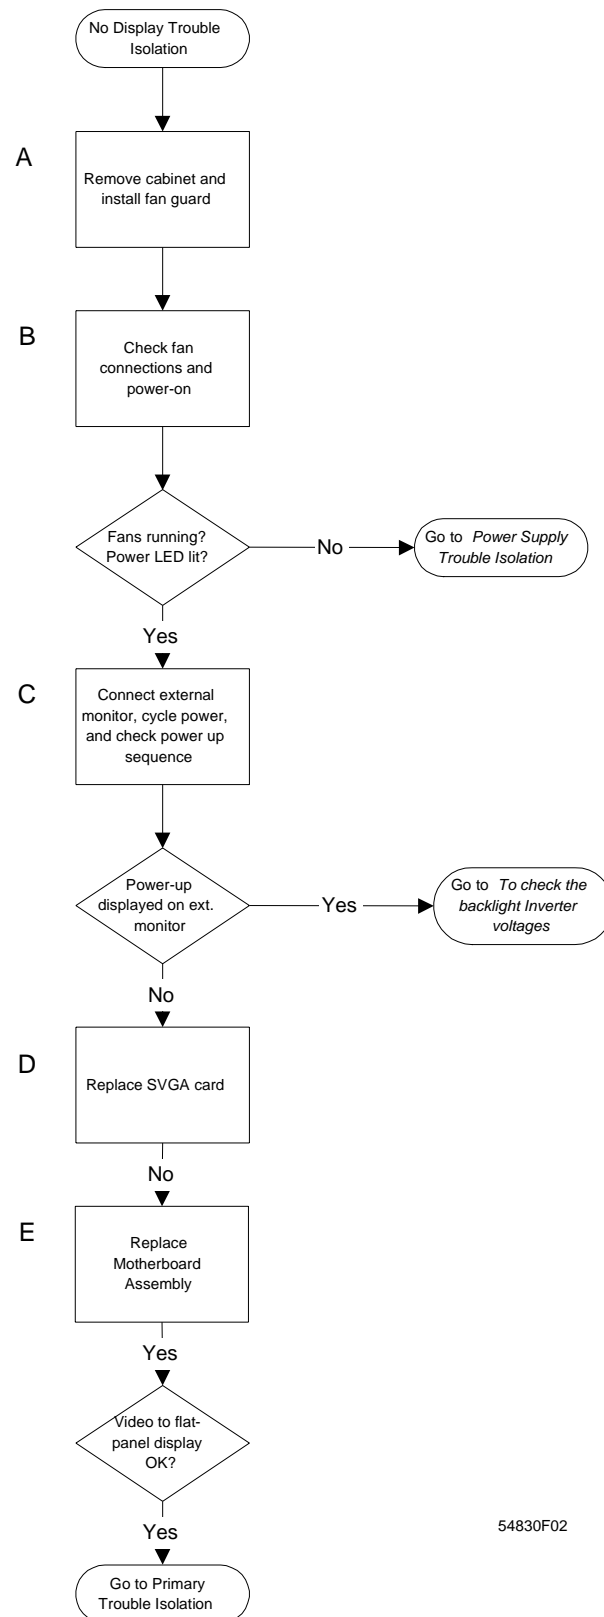 No Display Trouble
Isolation
A
Remove cabinet and
install fan guard
B
Check fan
connections and
power-on
Fans running?
Power LED lit?
No
Go to Power Supply
Trouble Isolation
Yes
C
Connect external
monitor, cycle power,
and check power up
sequence
Power-up
displayed on ext.
monitor
Yes
Go to To check the
backlight Inverter
voltages
No
D
Replace SVGA card
No
E
Replace
Motherboard
Assembly
Yes
Video to flat-
panel display
OK?
Yes
54830F02
Go to Primary
Trouble Isolation